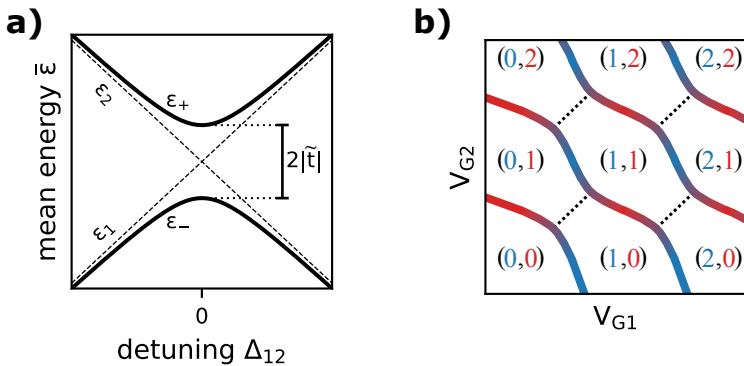 a)
mean energy ε̅
ε₂
ε₊
2|t̃|
ε₁
ε₋
0
detuning Δ₁₂
b)
V_G2
(0,2) (1,2) (2,2)
(0,1) (1,1) (2,1)
(0,0) (1,0) (2,0)
V_G1